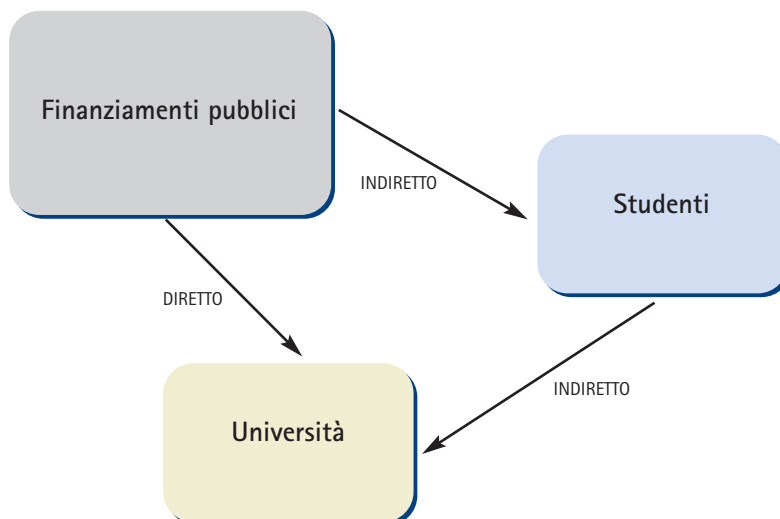 Finanziamenti pubblici
INDIRETTO
Studenti
DIRETTO
INDIRETTO
Università